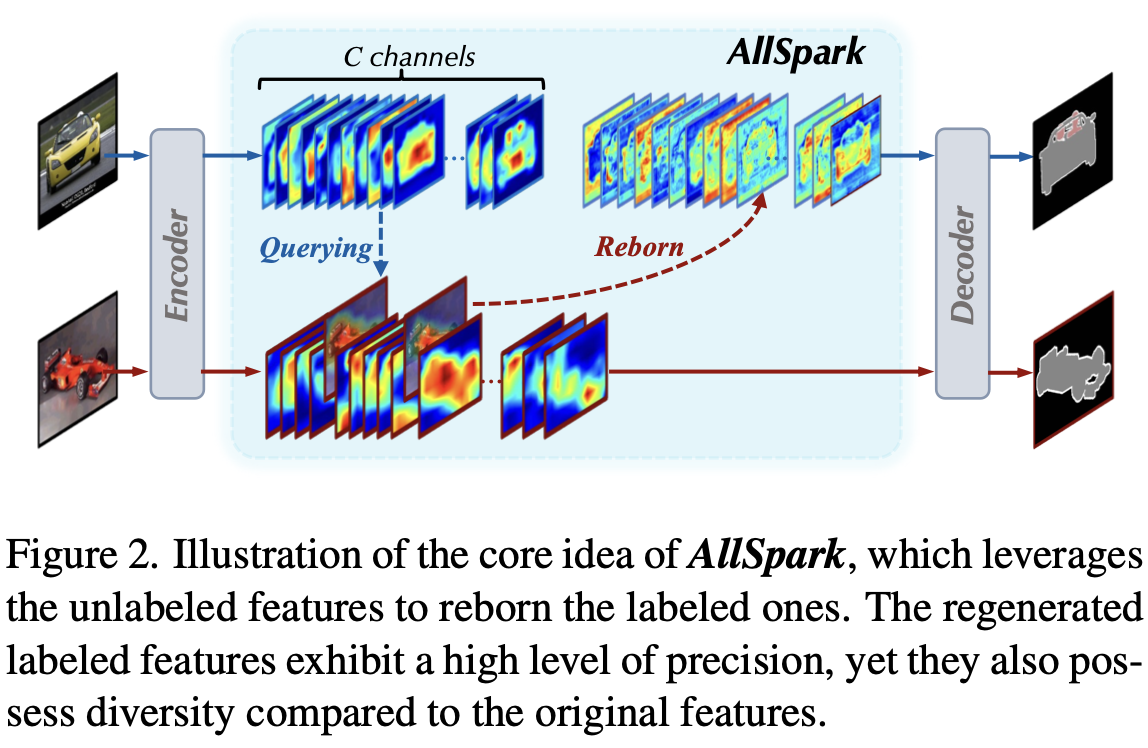 C channels
AllSpark
Encoder
Querying
Reborn
Decoder
Figure 2. Illustration of the core idea of AllSpark, which leverages
the unlabeled features to reborn the labeled ones. The regenerated
labeled features exhibit a high level of precision, yet they also pos-
sess diversity compared to the original features.